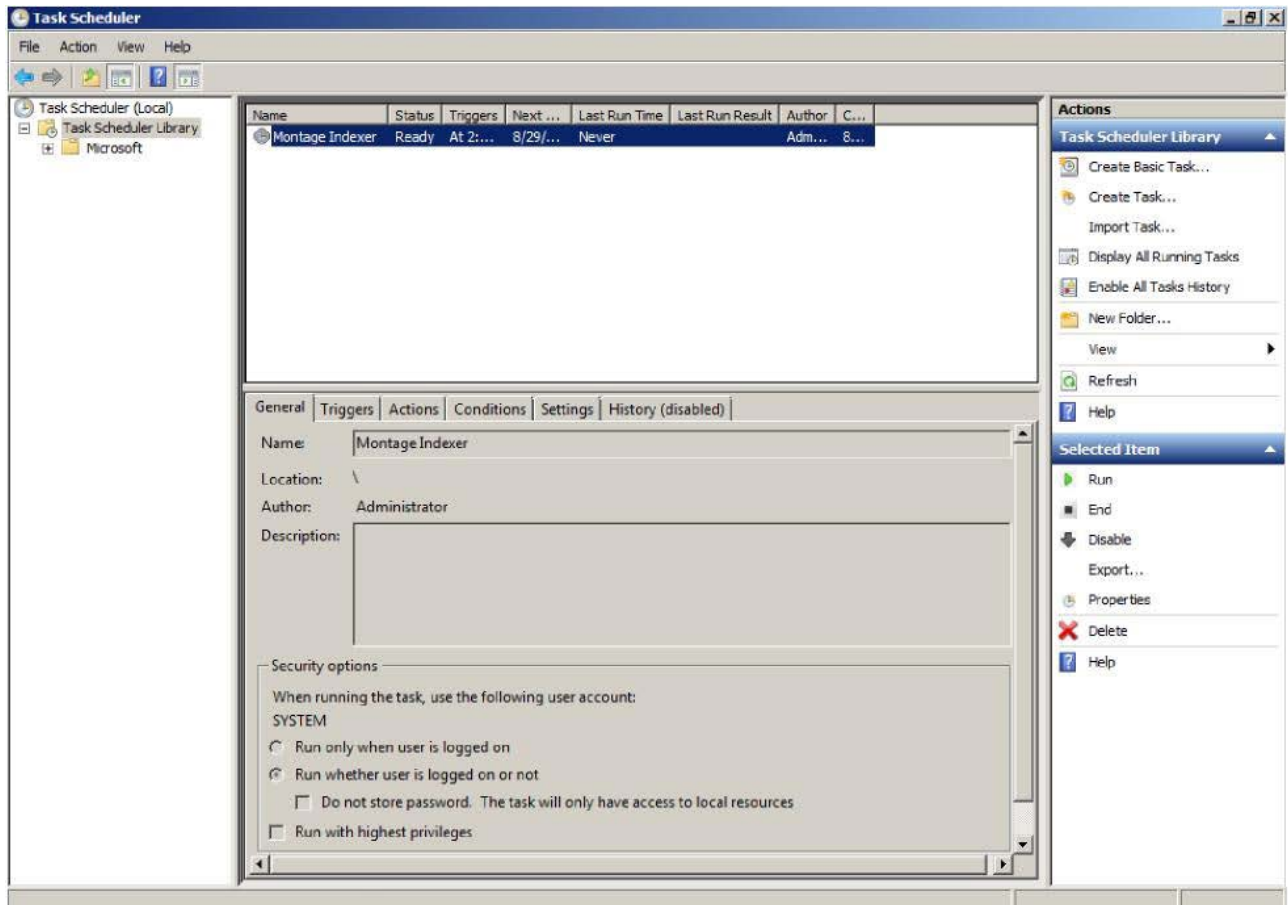 Task Scheduler
File Action View Help
Task Scheduler (Local)
Task Scheduler Library
Microsoft
Name Status Triggers Next ... Last Run Time Last Run Result Author C...
Montage Indexer Ready At 2:... 8/29/... Never Adm... 8...
General Triggers Actions Conditions Settings History (disabled)
Name: Montage Indexer
Location: \
Author: Administrator
Description:
Security options
When running the task, use the following user account:
SYSTEM
Run only when user is logged on
Run whether user is logged on or not
Do not store password. The task will only have access to local resources
Run with highest privileges
Actions
Task Scheduler Library
Create Basic Task...
Create Task...
Import Task...
Display All Running Tasks
Enable All Tasks History
New Folder...
View
Refresh
Help
Selected Item
Run
End
Disable
Export...
Properties
Delete
Help